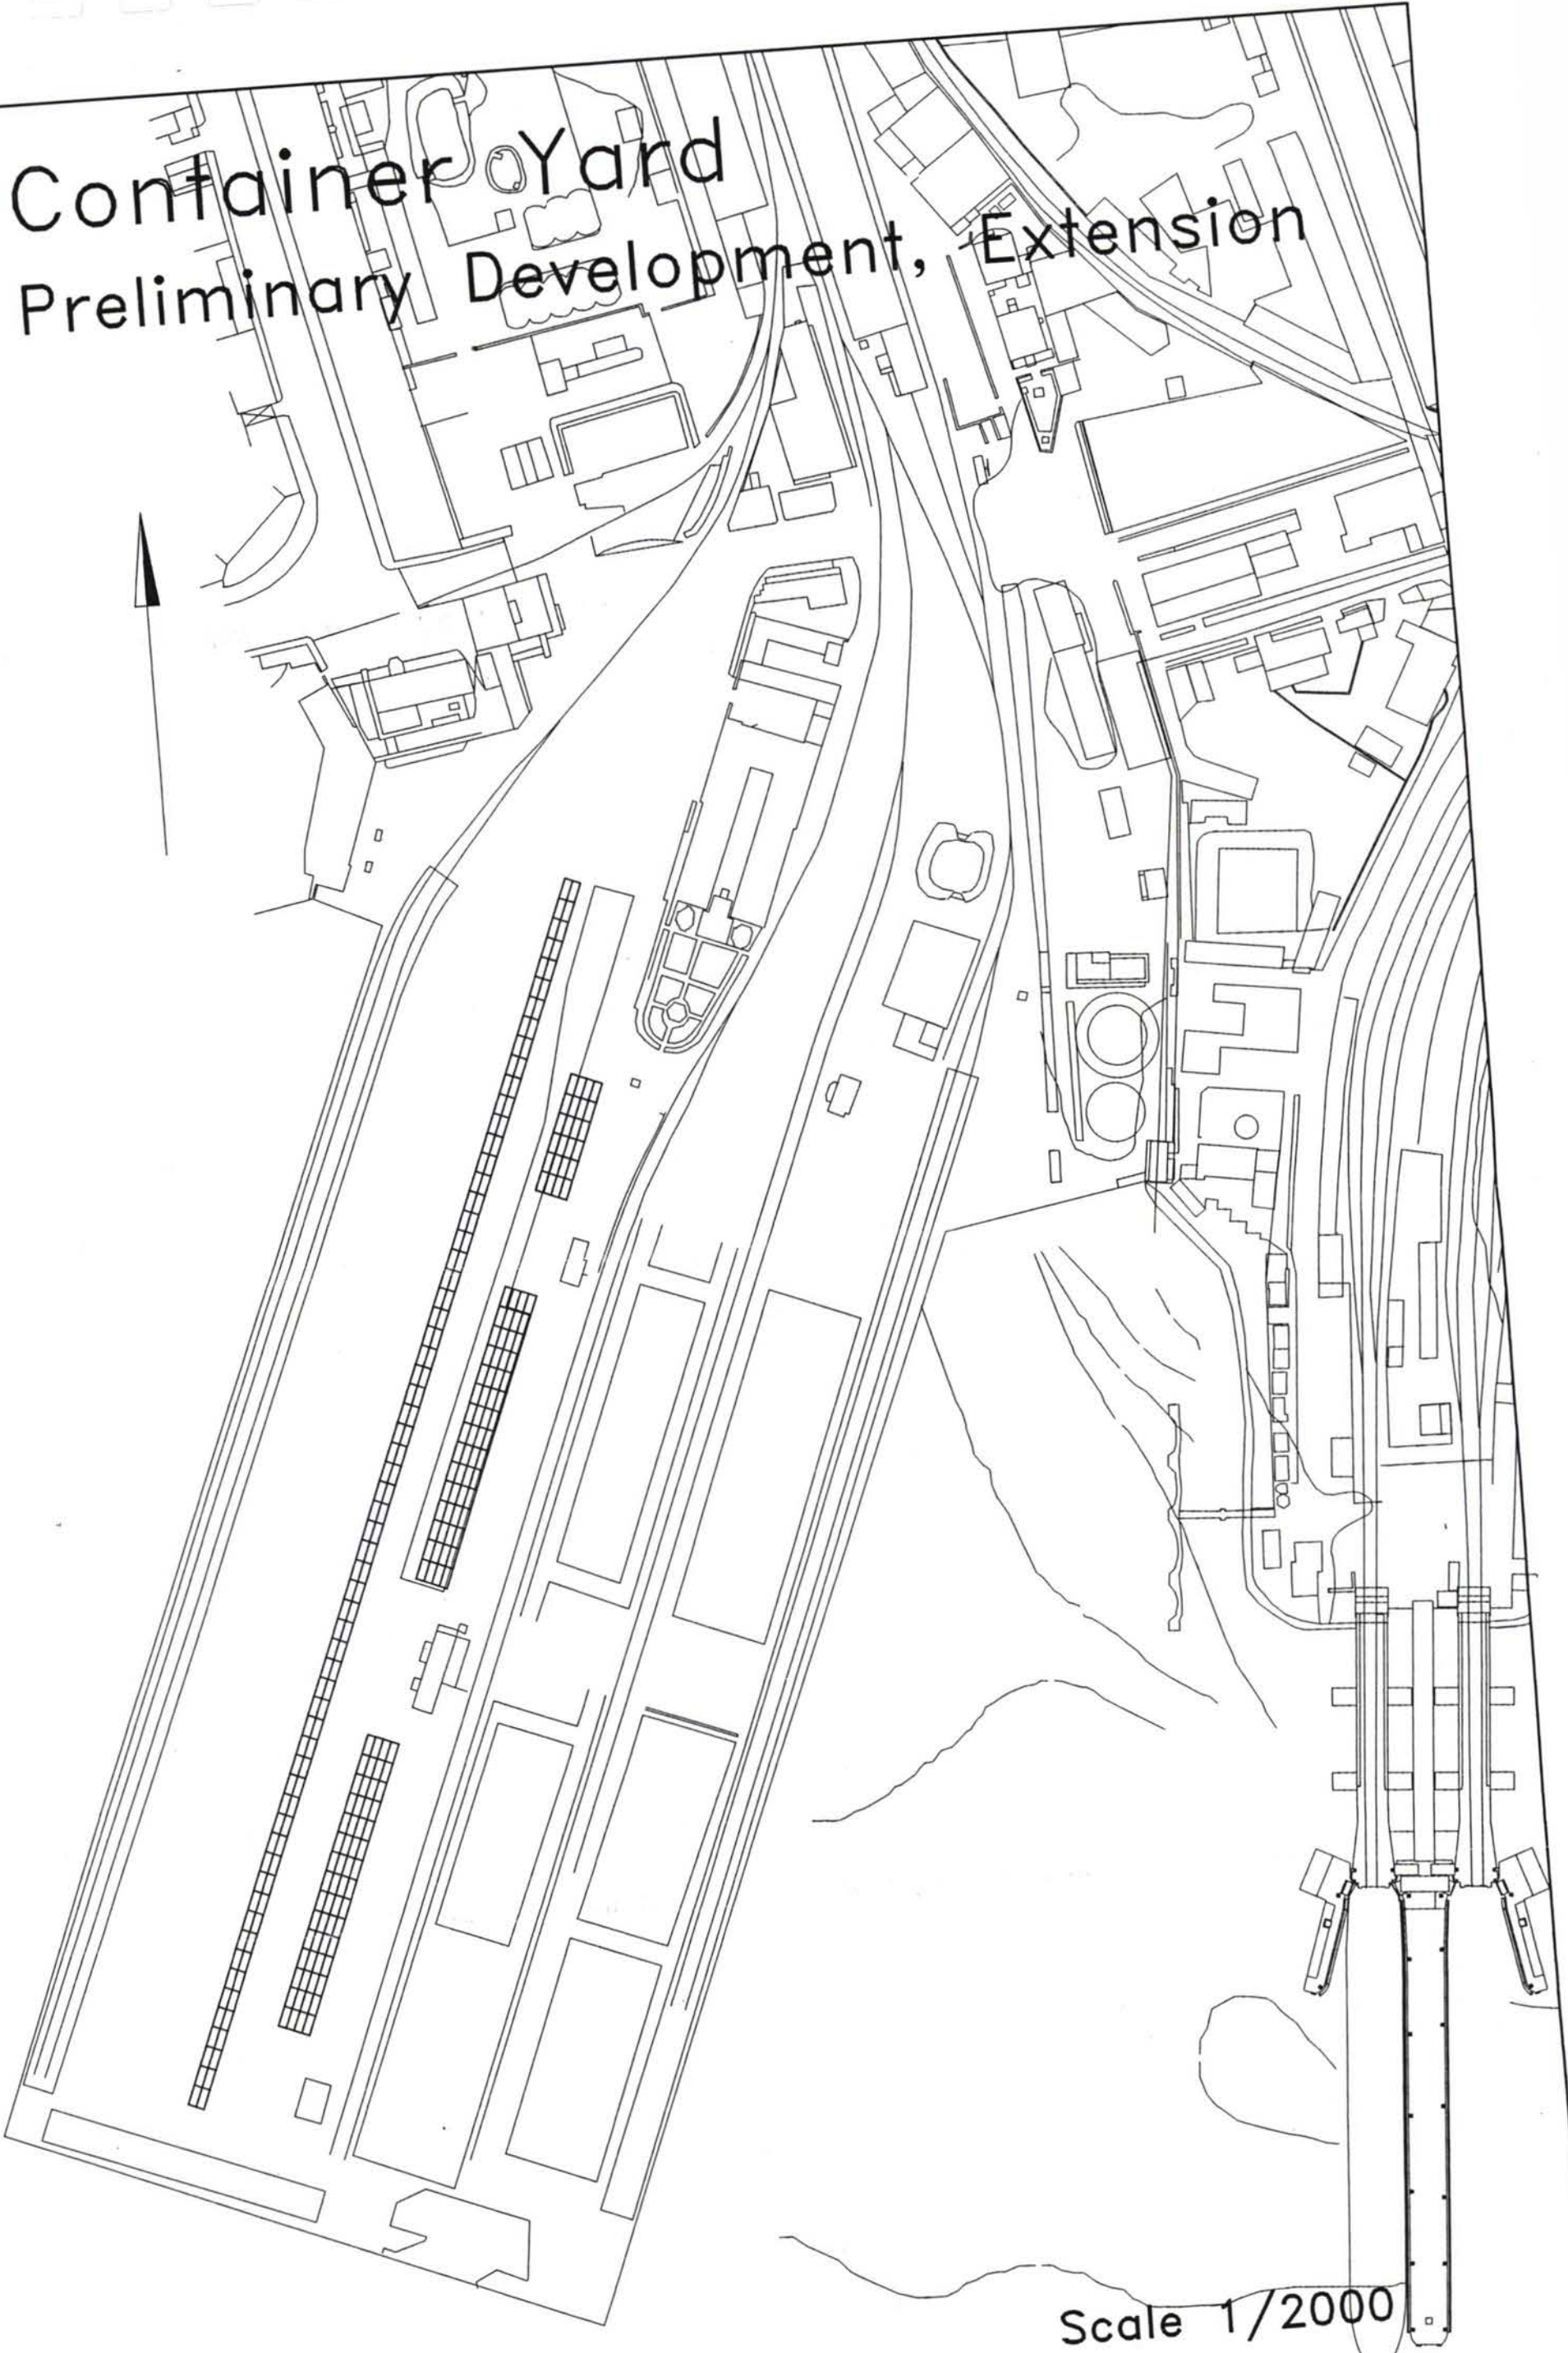 Container Yard
Preliminary Development, Extension
Scale 1/2000